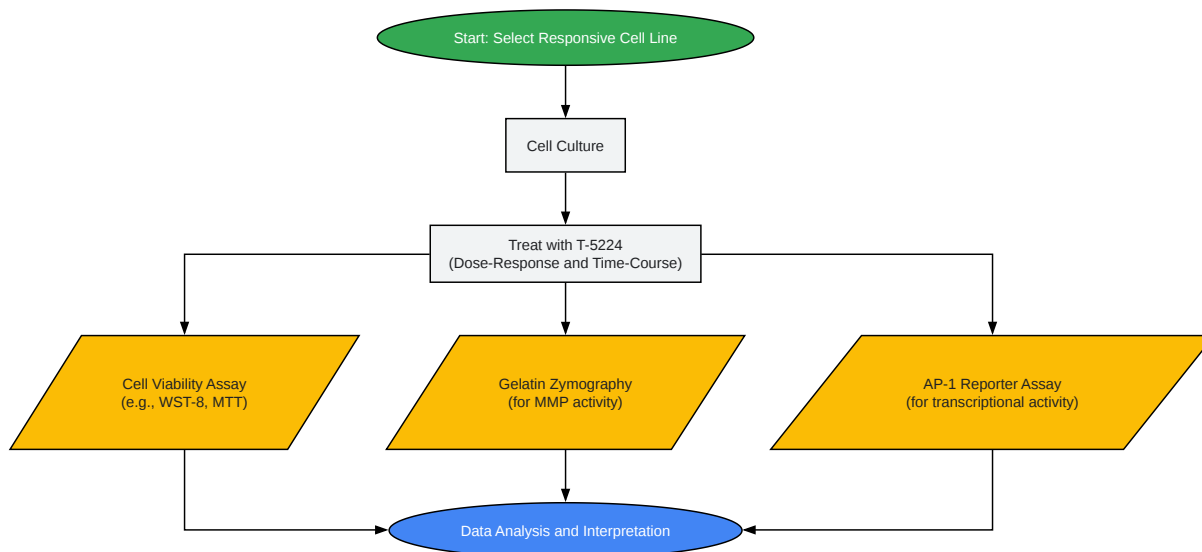 Start: Select Responsive Cell Line
Cell Culture
Treat with T-5224
(Dose-Response and Time-Course)
Cell Viability Assay
(e.g., WST-8, MTT)
Gelatin Zymography
(for MMP activity)
AP-1 Reporter Assay
(for transcriptional activity)
Data Analysis and Interpretation